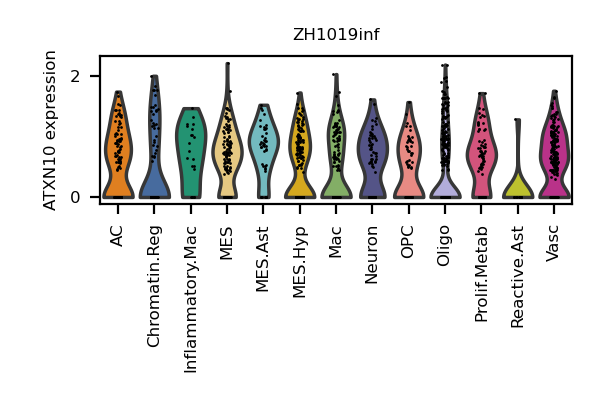 ZH1019inf
ATXN10 expression
2
0
AC
Chromatin.Reg
Inflammatory.Mac
MES
MES.Ast
MES.Hyp
Mac
Neuron
OPC
Oligo
Prolif.Metab
Reactive.Ast
Vasc